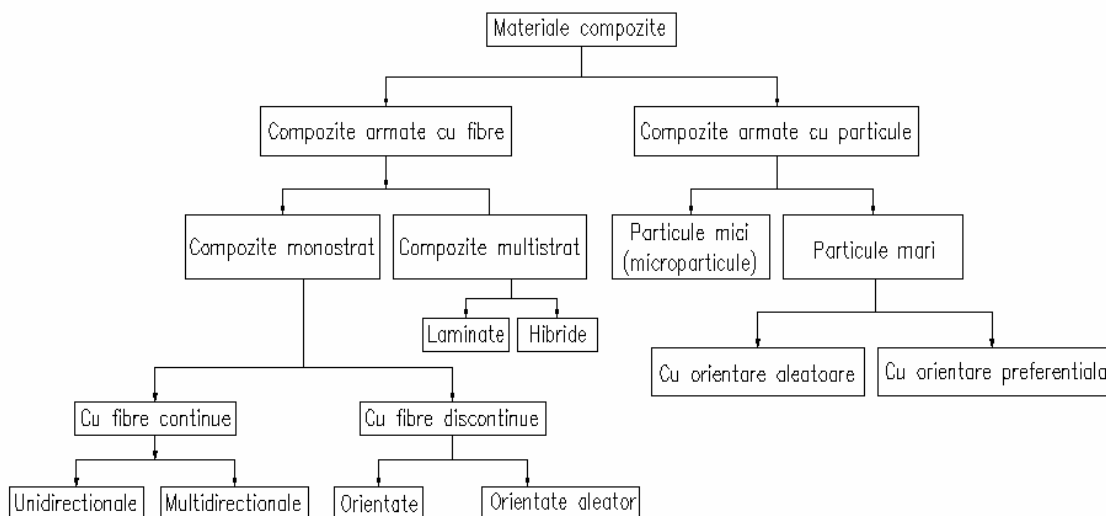 Materiale compozite
Compozite armate cu fibre
Compozite armate cu particule
Compozite monostrat
Compozite multistrat
Particule mici
(microparticule)
Particule mari
Laminate
Hibride
Cu orientare aleatoare
Cu orientare preferentiala
Cu fibre continue
Cu fibre discontinue
Unidirectionale
Multidirectionale
Orientate
Orientate aleator